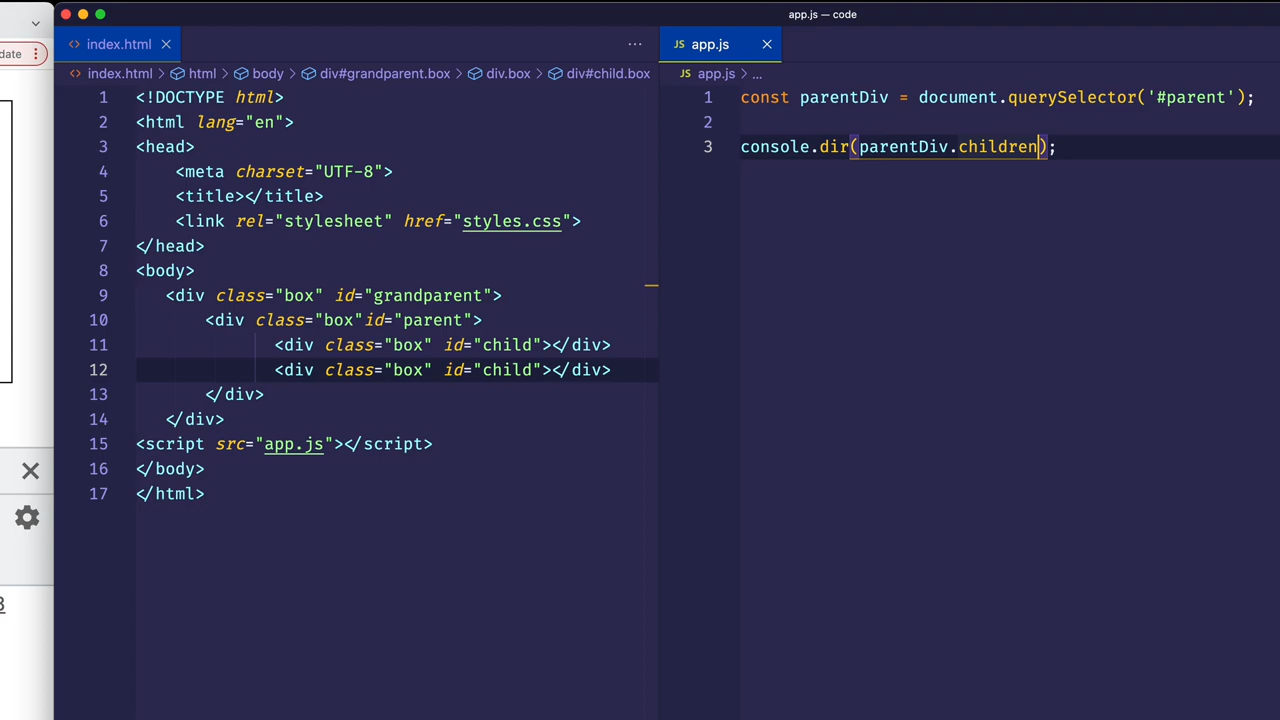 app.js — code
date
index.html
JS app.js
index.html > html > body > div#grandparent.box > div.box > div#child.box
JS app.js > ...
1 <!DOCTYPE html>
2 <html lang="en">
3 <head>
4 <meta charset="UTF-8">
5 <title></title>
6 <link rel="stylesheet" href="styles.css">
7 </head>
8 <body>
9 <div class="box" id="grandparent">
10 <div class="box"id="parent">
11 <div class="box" id="child"></div>
12 <div class="box" id="child"></div>
13 </div>
14 </div>
15 <script src="app.js"></script>
16 </body>
17 </html>
1 const parentDiv = document.querySelector('#parent');
2
3 console.dir(parentDiv.children);